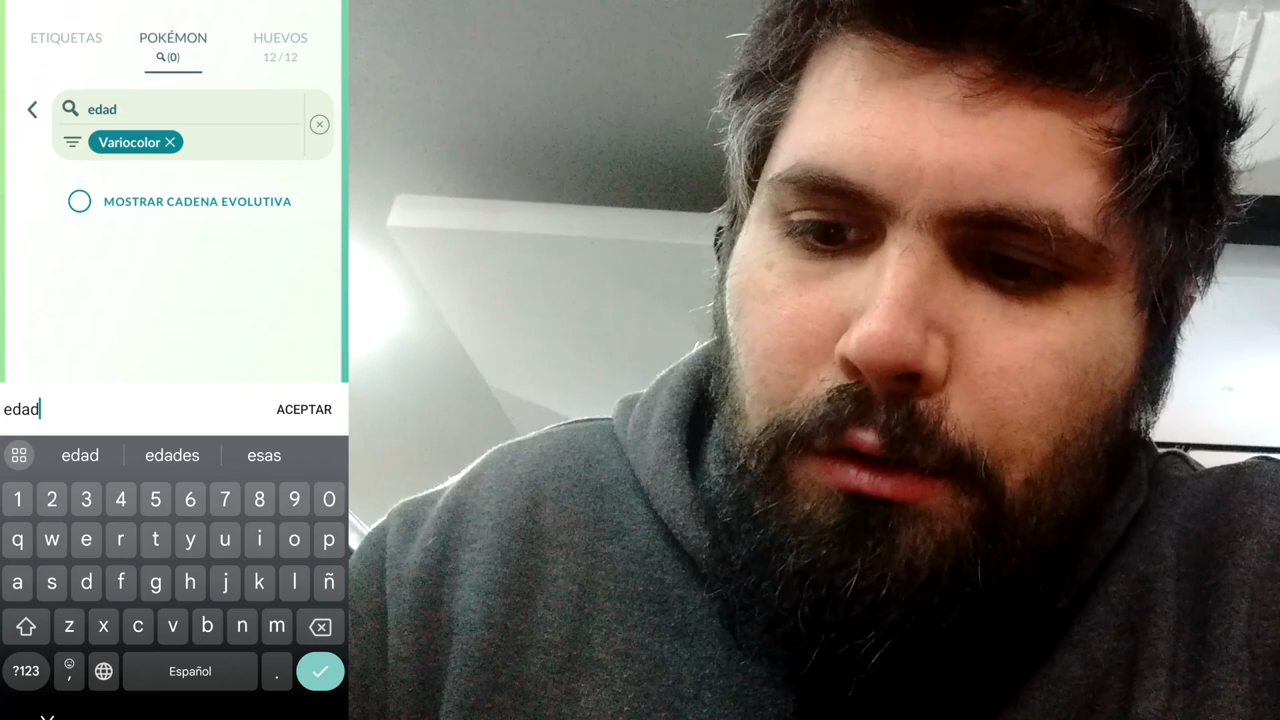 ETIQUETAS POKÉMON HUEVOS
(0) 12 / 12
edad
Variocolor
MOSTRAR CADENA EVOLUTIVA
edad ACEPTAR
edad edades esas
1 2 3 4 5 6 7 8 9 0
q w e r t y u i o p
a s d f g h j k l ñ
z x c v b n m
?123 , Español .